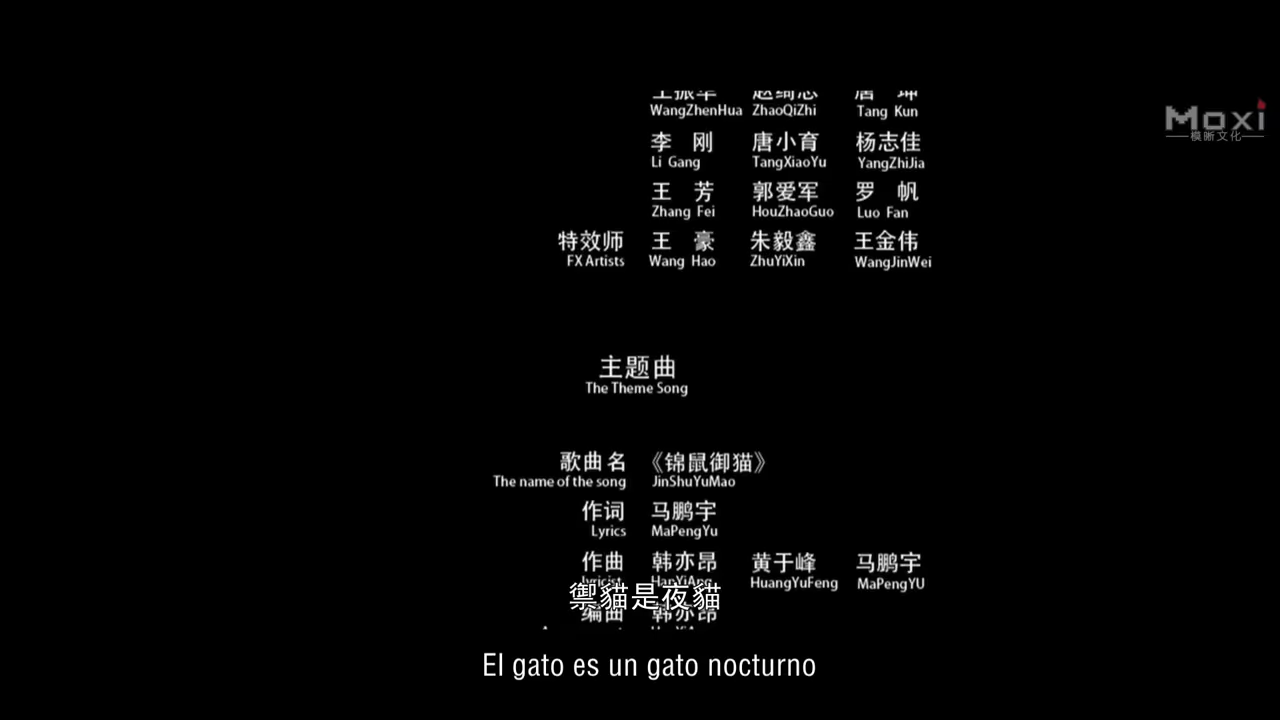 WangZhenHua ZhaoQiZhi Tang Kun
Moxi
模晰文化
李 刚 唐小育 杨志佳
Li Gang TangXiaoYu YangZhiJia
王 芳 郭爱军 罗 帆
Zhang Fei HouZhaoGuo Luo Fan
特效师 王 豪 朱毅鑫 王金伟
FX Artists Wang Hao ZhuYiXin WangJinWei
主题曲
The Theme Song
歌曲名 《锦鼠御猫》
The name of the song JinShuYuMao
作词 马鹏宇
Lyrics MaPengYu
作曲 韩亦昂 黄于峰 马鹏宇
lyricist HanYiAng HuangYuFeng MaPengYU
禦貓是夜貓
编曲 韩亦昂
El gato es un gato nocturno